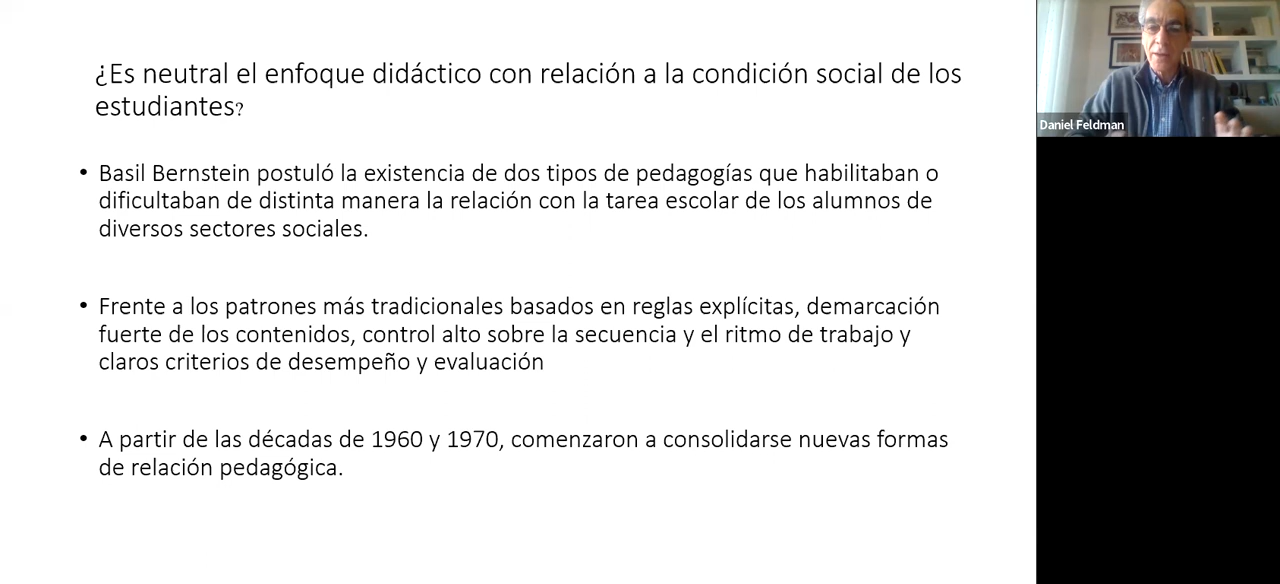 ¿Es neutral el enfoque didáctico con relación a la condición social de los
estudiantes?
• Basil Bernstein postuló la existencia de dos tipos de pedagogías que habilitaban o
dificultaban de distinta manera la relación con la tarea escolar de los alumnos de
diversos sectores sociales.
• Frente a los patrones más tradicionales basados en reglas explícitas, demarcación
fuerte de los contenidos, control alto sobre la secuencia y el ritmo de trabajo y
claros criterios de desempeño y evaluación
• A partir de las décadas de 1960 y 1970, comenzaron a consolidarse nuevas formas
de relación pedagógica.
Daniel Feldman